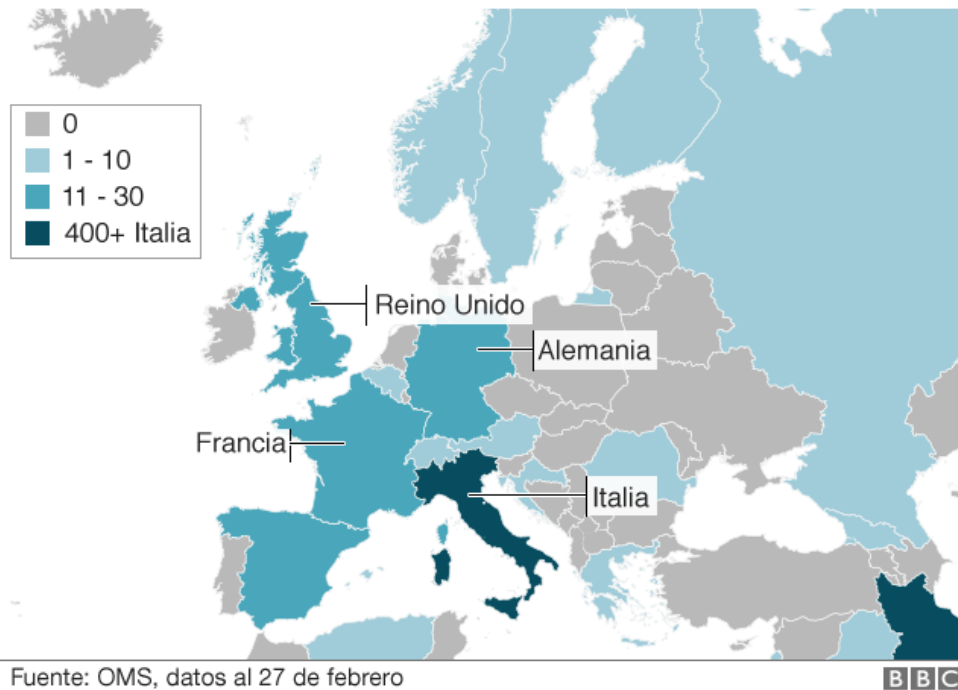 0
1 - 10
11 - 30
400+ Italia
Reino Unido
Alemania
Francia
Italia
Fuente: OMS, datos al 27 de febrero
BBC